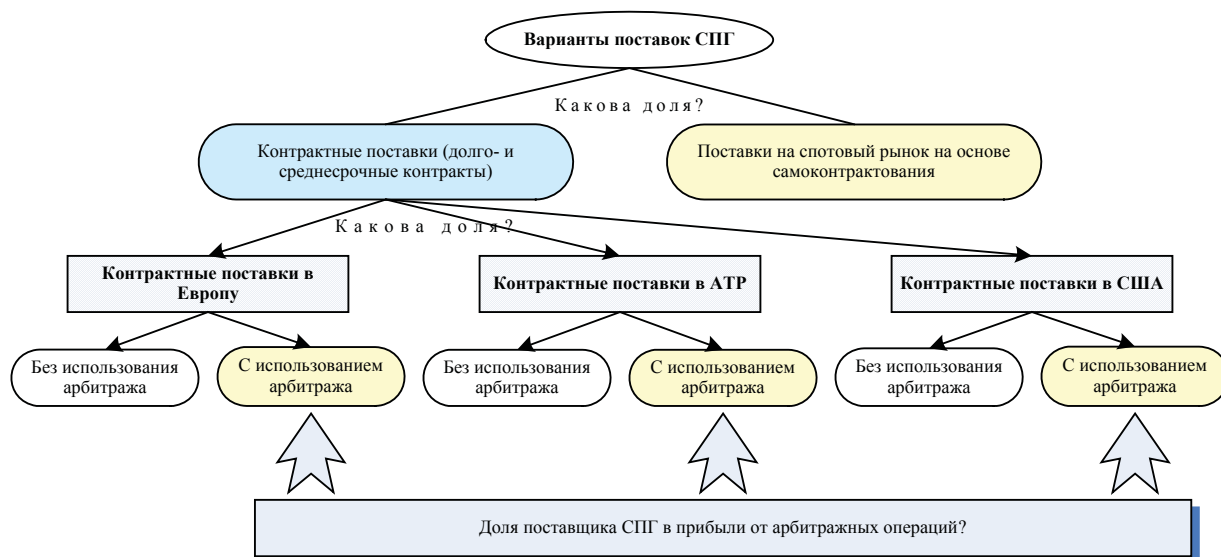 Варианты поставок СПГ
Какова доля?
Контрактные поставки (долго- и
среднесрочные контракты)
Поставки на спотовый рынок на основе
самоконтрактования
Какова доля?
Контрактные поставки в
Европу
Контрактные поставки в АТР
Контрактные поставки в США
Без использования
арбитража
С использованием
арбитража
Без использования
арбитража
С использованием
арбитража
Без использования
арбитража
С использованием
арбитража
Доля поставщика СПГ в прибыли от арбитражных операций?